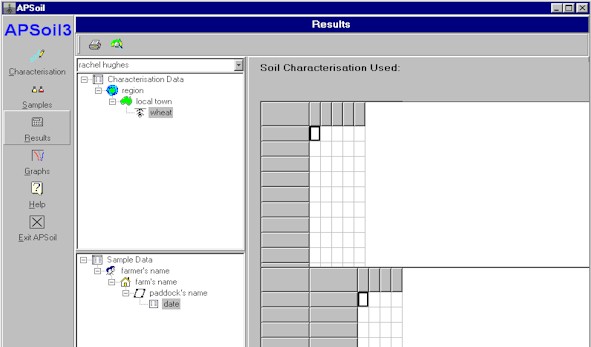 APSoil
APSoil3
Characterisation
Samples
Results
Graphs
Help
Exit APSoil
Results
rachel hughes
Characterisation Data
region
local town
wheat
Sample Data
farmer's name
farm's name
paddock's name
date
Soil Characterisation Used: